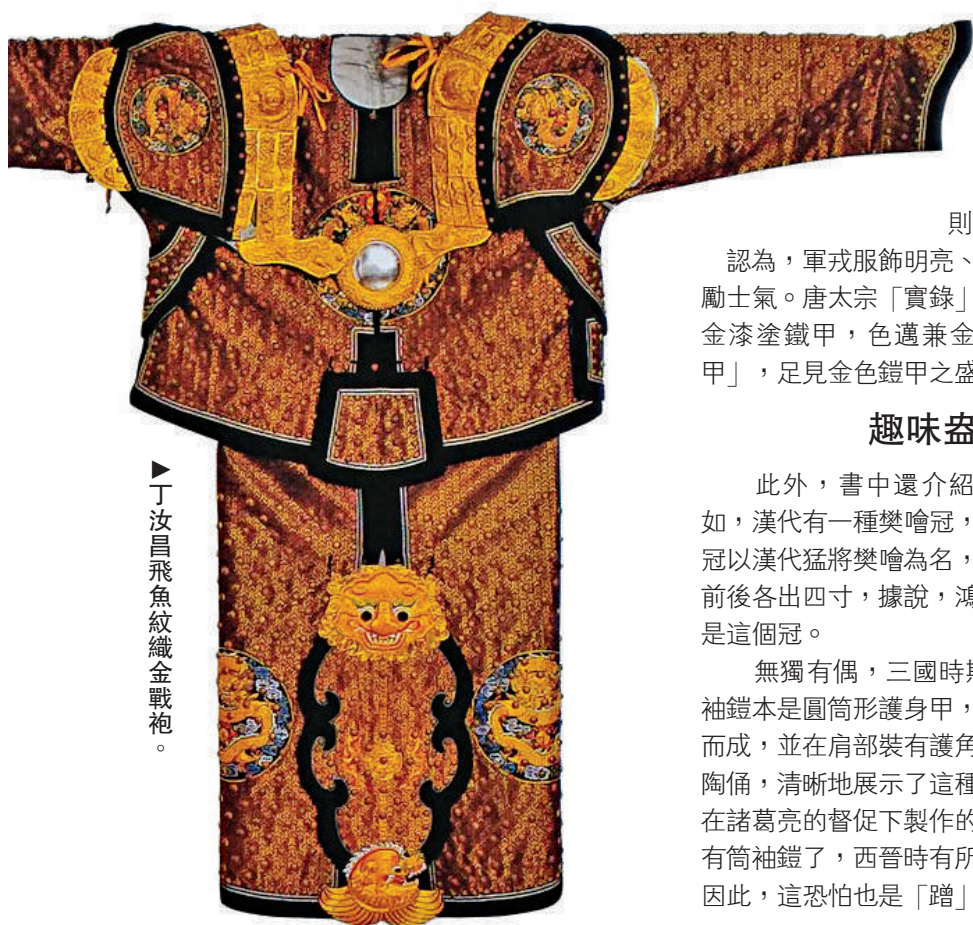 ▶丁汝昌飛魚紋織金戰袍。
則
認為，軍戎服飾明亮、
勵士氣。唐太宗「實錄」
金漆塗鐵甲，色邁兼金
甲」，足見金色鎧甲之盛
趣味盎
此外，書中還介紹
如，漢代有一種樊噲冠，
冠以漢代猛將樊噲為名，
前後各出四寸，據說，鴻
是這個冠。
無獨有偶，三國時期
袖鎧本是圓筒形護身甲，
而成，並在肩部裝有護角
陶俑，清晰地展示了這種
在諸葛亮的督促下製作的
有筒袖鎧了，西晉時有所
因此，這恐怕也是「蹭」